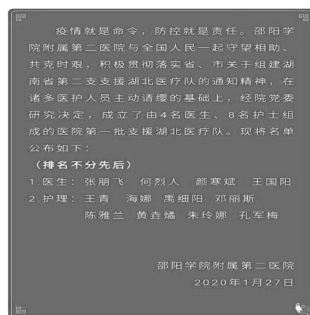 疫情就是命令，防控就是责任。邵阳学
院附属第二医院与全国人民一起守望相助、
共克时艰，积极贯彻落实省、市关于组建湖
南省第二支支援湖北医疗队的通知精神，在
诸多医护人员主动请缨的基础上，经院党委
研究决定，成立了由4名医生、8名护士组
成的医院第一批支援湖北医疗队。现将名单
公布如下：
（排名不分先后）
1.医生：张朋飞 何烈人 颜寒斌 王国阳
2.护理：王青 海娜 禹细阳 邓丽斯
陈雅兰 黄垚燏 朱玲娜 孔军梅
邵阳学院附属第二医院
2020年1月27日